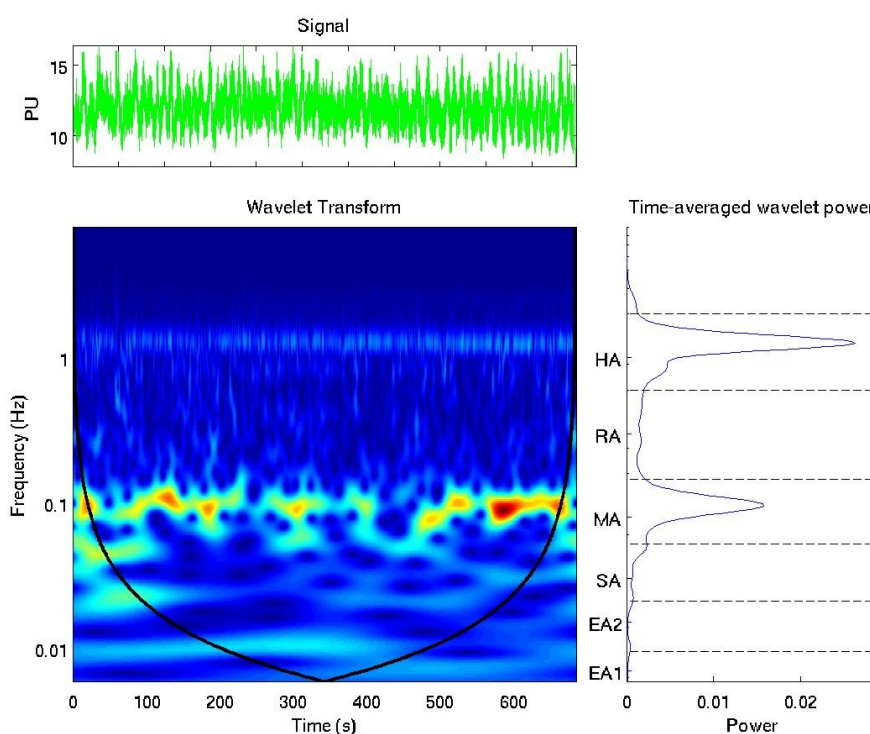 Signal
15
10
PU
Wavelet Transform
Time-averaged wavelet power
1
0.1
0.01
Frequency (Hz)
HA
RA
MA
SA
EA2
EA1
0 100 200 300 400 500 600
0 0.01 0.02
Time (s)
Power